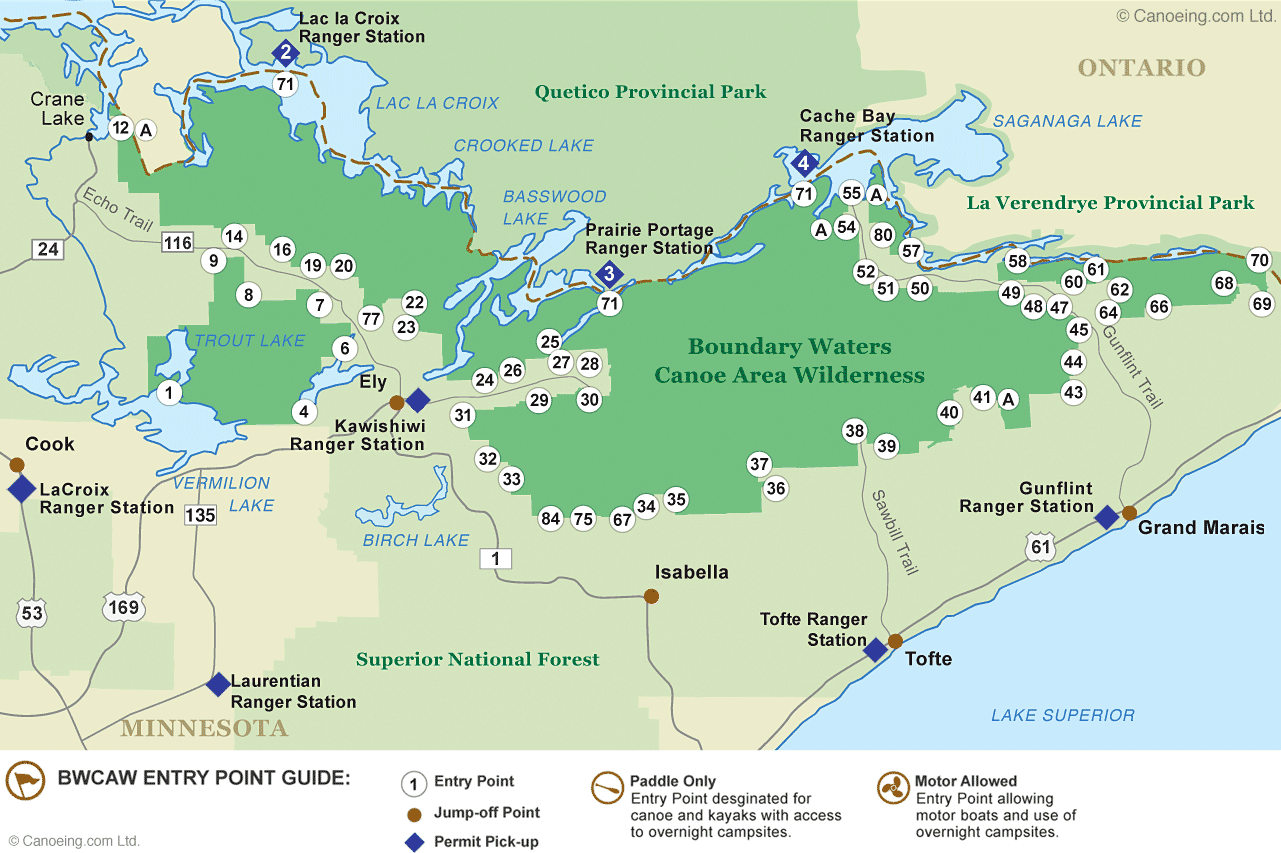 © Canoeing.com Ltd.
Lac la Croix
Ranger Station
2
71
ONTARIO
Quetico Provincial Park
LAC LA CROIX
Crane
Lake
12
A
Cache Bay
Ranger Station
SAGANAGA LAKE
CROOKED LAKE
4
71
55
A
BASSWOOD
LAKE
La Verendrye Provincial Park
Echo Trail
24
116
14
16
9
19
20
Prairie Portage
Ranger Station
3
71
A
54
80
57
58
61
70
52
51
50
49
48
47
60
62
64
66
68
69
8
7
77
22
23
TROUT LAKE
6
25
27
28
24
26
29
30
Boundary Waters
Canoe Area Wilderness
45
44
43
Gunflint Trail
1
4
Ely
Kawishiwi
Ranger Station
31
32
33
38
39
40
41
A
Cook
LaCroix
Ranger Station
VERMILION
LAKE
135
37
36
35
34
67
75
84
BIRCH LAKE
1
Sawbill Trail
Gunflint
Ranger Station
Grand Marais
61
Isabella
53
169
Tofte Ranger
Station
Tofte
Superior National Forest
Laurentian
Ranger Station
MINNESOTA
LAKE SUPERIOR
BWCAW ENTRY POINT GUIDE:
1
Entry Point
Jump-off Point
Permit Pick-up
Paddle Only
Entry Point desginated for
canoe and kayaks with access
to overnight campsites.
Motor Allowed
Entry Point allowing
motor boats and use of
overnight campsites.
© Canoeing.com Ltd.